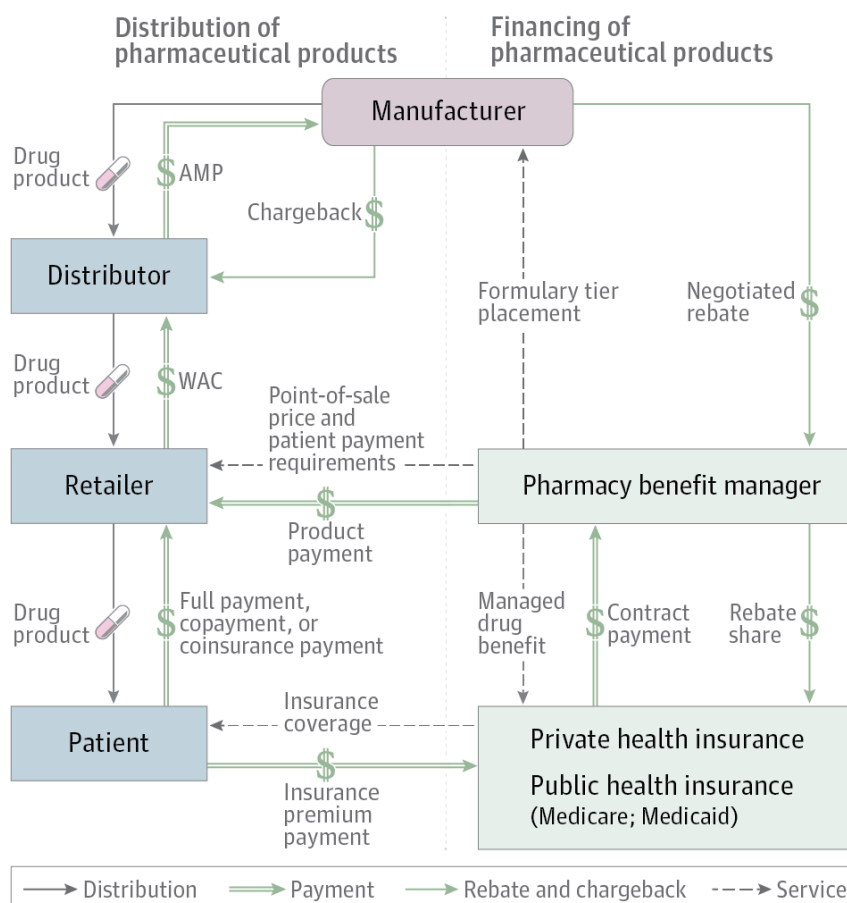 Distribution of
pharmaceutical products
Financing of
pharmaceutical products
Manufacturer
Drug
product
$ AMP
Chargeback $
Distributor
Formulary tier
placement
Negotiated
rebate $
Drug
product
$ WAC
Point-of-sale
price and
patient payment
requirements
Retailer
Pharmacy benefit manager
$
Product
payment
Drug
product
$ Full payment,
copayment, or
coinsurance payment
Managed
drug
benefit
$ Contract
payment
Rebate
share $
Patient
Insurance
coverage
$
Insurance
premium
payment
Private health insurance
Public health insurance
(Medicare; Medicaid)
Distribution
Payment
Rebate and chargeback
Service